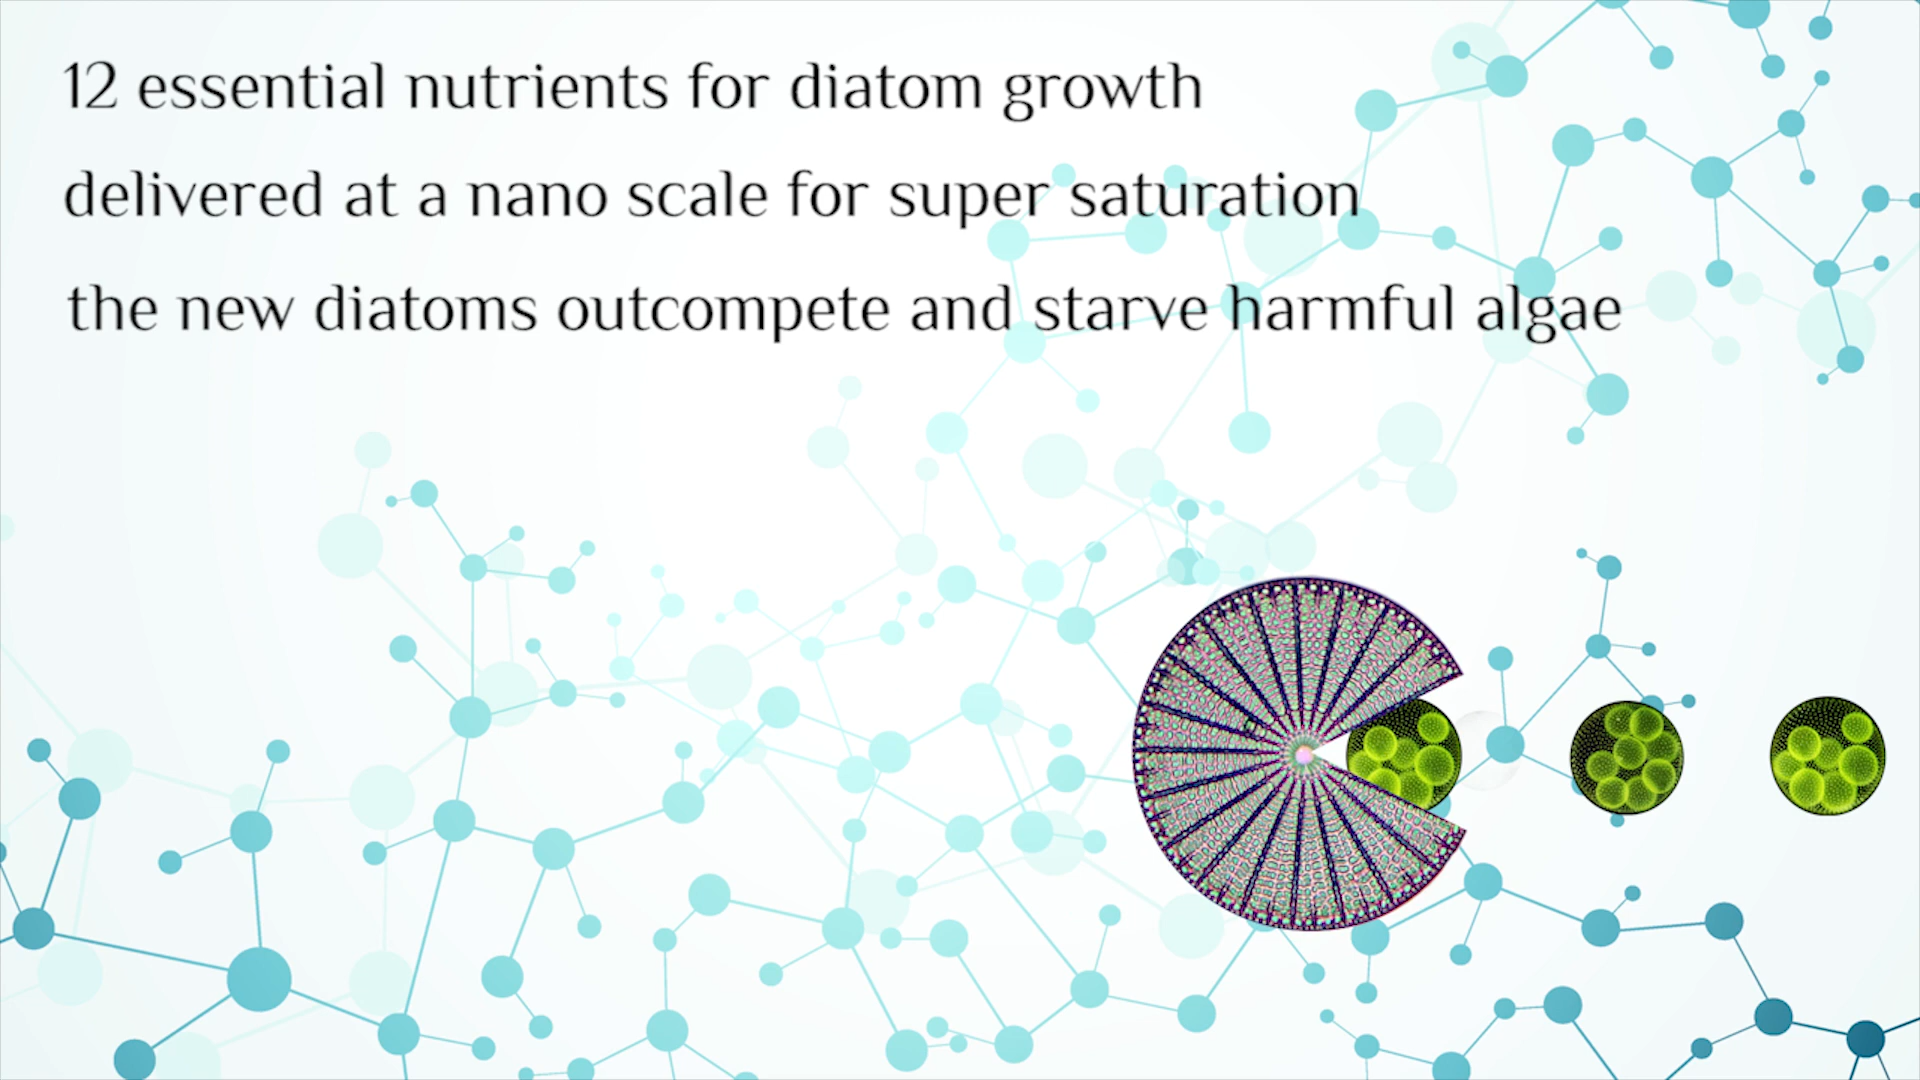 12 essential nutrients for diatom growth
delivered at a nano scale for super saturation
the new diatoms outcompete and starve harmful algae